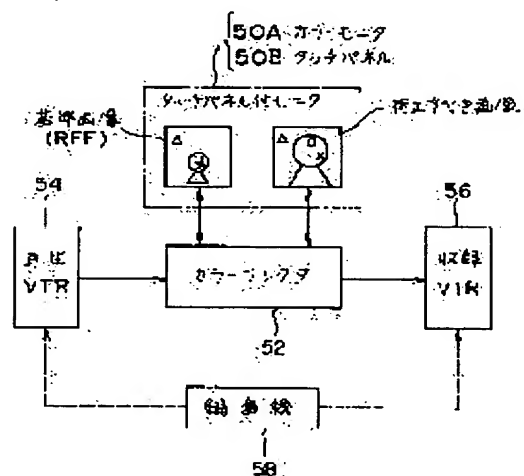 50A カラーモニタ
50B タッチパネル
タッチパネル付モニタ
基準画像
(REF)
補正すべき画像
54
56
再生
VTR
カラーコレクタ
収録
VTR
52
編集機
58